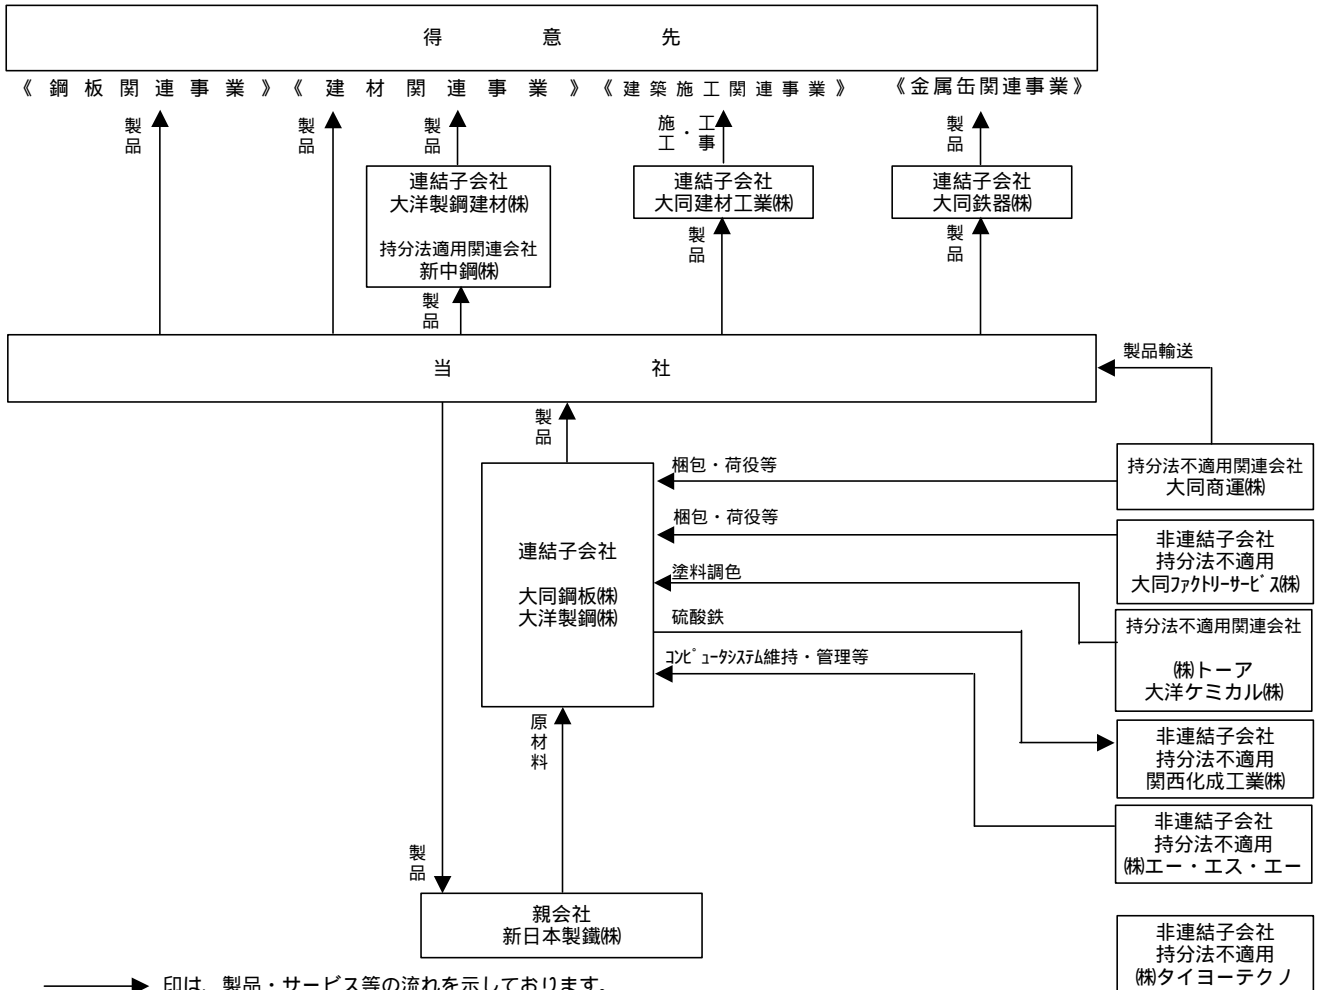 得意先
《鋼板関連事業》《建材関連事業》《建築施工関連事業》《金属缶関連事業》
製品
製品
製品
施工・工事
製品
連結子会社
大洋製鋼建材㈱
持分法適用関連会社
新中鋼㈱
連結子会社
大同建材工業㈱
連結子会社
大同鉄器㈱
製品
製品
製品
当社
製品輸送
製品
梱包・荷役等
持分法不適用関連会社
大同商運㈱
梱包・荷役等
非連結子会社
持分法不適用
大同ﾌｧｸﾄﾘｰｻｰﾋﾞｽ㈱
連結子会社
大同鋼板㈱
大洋製鋼㈱
塗料調色
持分法不適用関連会社
㈱トーア
大洋ケミカル㈱
硫酸鉄
ｺﾝﾋﾟｭｰﾀｼｽﾃﾑ維持・管理等
非連結子会社
持分法不適用
関西化成工業㈱
原材料
非連結子会社
持分法不適用
㈱エー・エス・エー
製品
親会社
新日本製鐵㈱
非連結子会社
持分法不適用
㈱タイヨーテクノ
印は、製品・サービス等の流れを示しております。